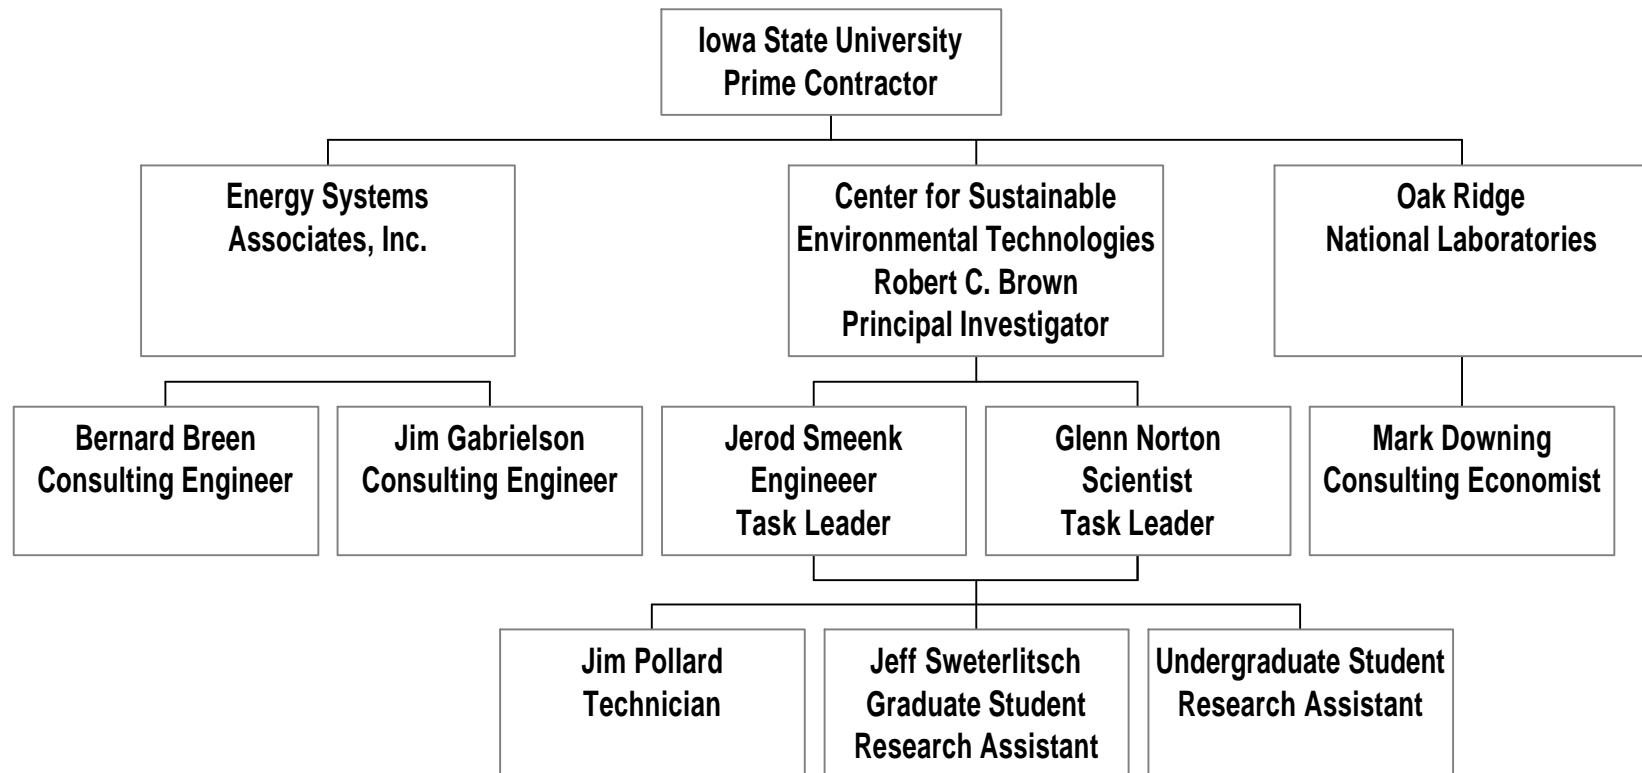 Iowa State University
Prime Contractor
Energy Systems
Associates, Inc.
Center for Sustainable
Environmental Technologies
Robert C. Brown
Principal Investigator
Oak Ridge
National Laboratories
Bernard Breen
Consulting Engineer
Jim Gabrielson
Consulting Engineer
Jerod Smeenk
Engineeer
Task Leader
Glenn Norton
Scientist
Task Leader
Mark Downing
Consulting Economist
Jim Pollard
Technician
Jeff Sweterlitsch
Graduate Student
Research Assistant
Undergraduate Student
Research Assistant